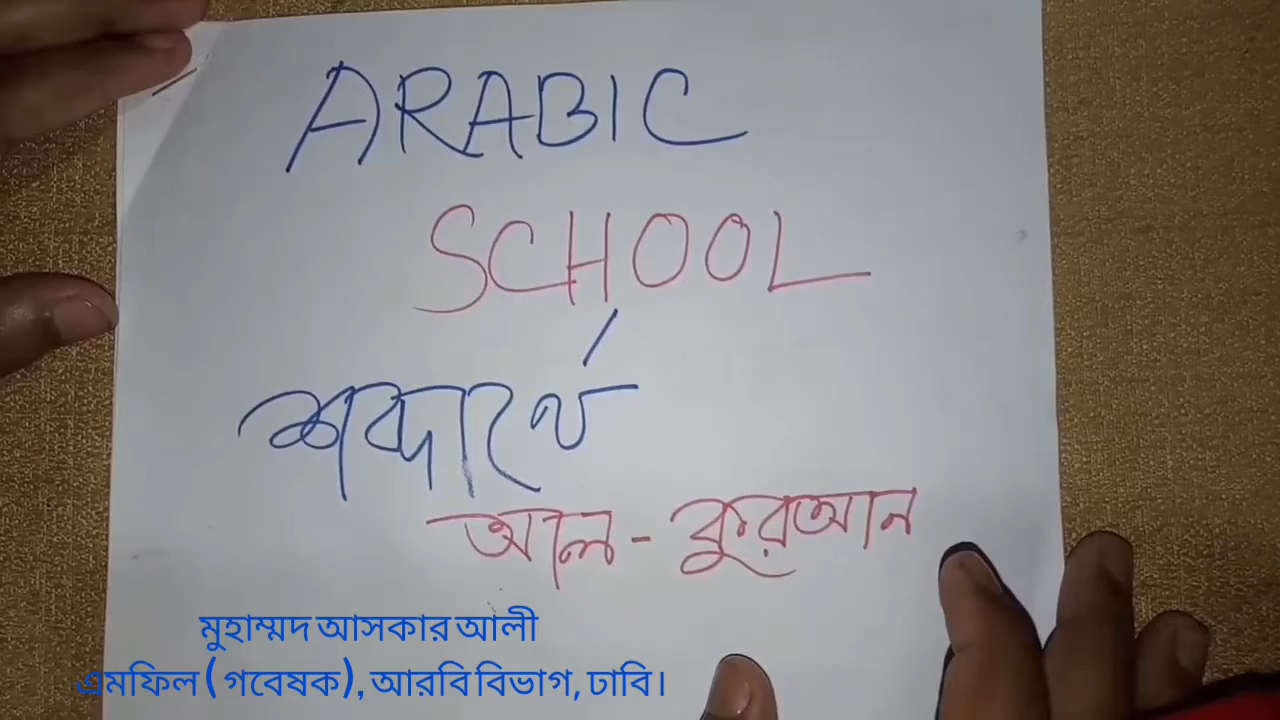 ARABIC
SCHOOL
শব্দার্থে
আল-কুরআন
মুহাম্মদ আসকার আলী
এমফিল (গবেষক), আরবি বিভাগ, ঢাবি।